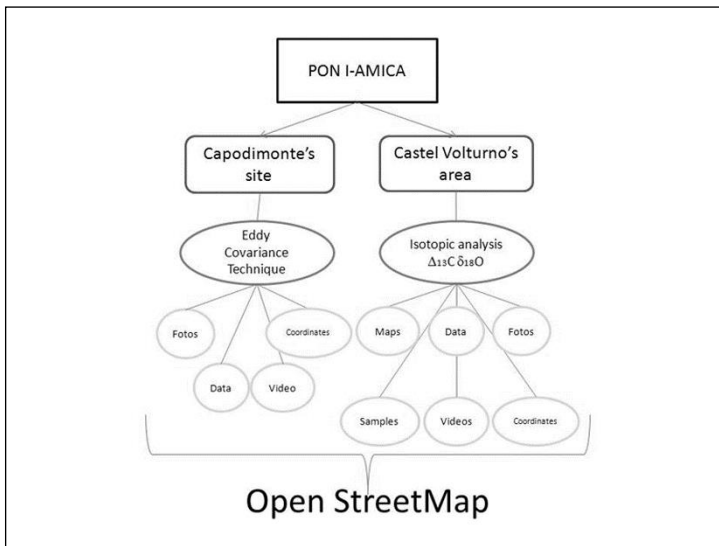 PON I-AMICA
Capodimonte's
site
Castel Volturno's
area
Eddy
Covariance
Technique
Isotopic analysis
Δ13C δ18O
Fotos
Coordinates
Maps
Data
Fotos
Data
Video
Samples
Videos
Coordinates
Open StreetMap